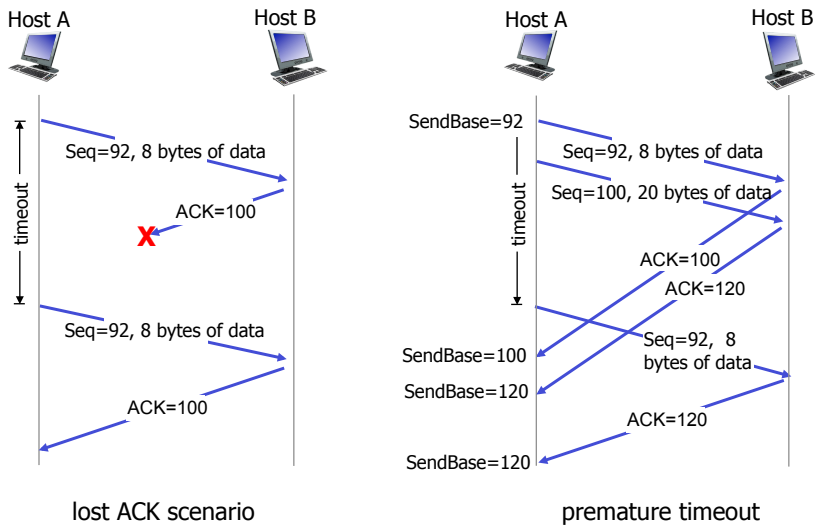 Host A
Host B
Seq=92, 8 bytes of data
timeout
ACK=100
X
Seq=92, 8 bytes of data
ACK=100
lost ACK scenario
Host A
Host B
SendBase=92
Seq=92, 8 bytes of data
Seq=100, 20 bytes of data
timeout
ACK=100
ACK=120
Seq=92, 8
bytes of data
SendBase=100
SendBase=120
ACK=120
SendBase=120
premature timeout